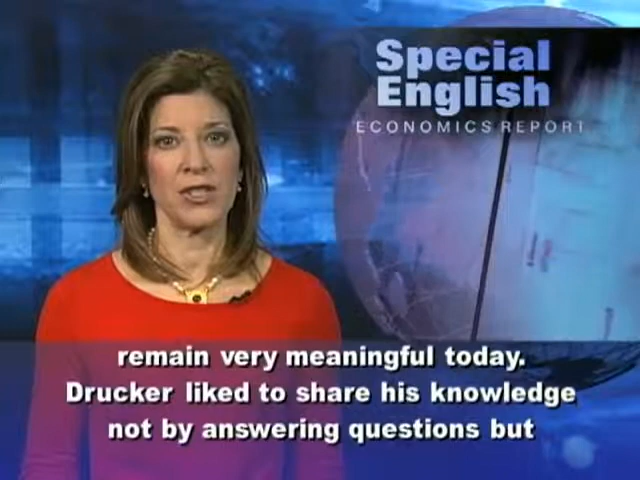 Special
English
ECONOMICS REPORT
remain very meaningful today.
Drucker liked to share his knowledge
not by answering questions but